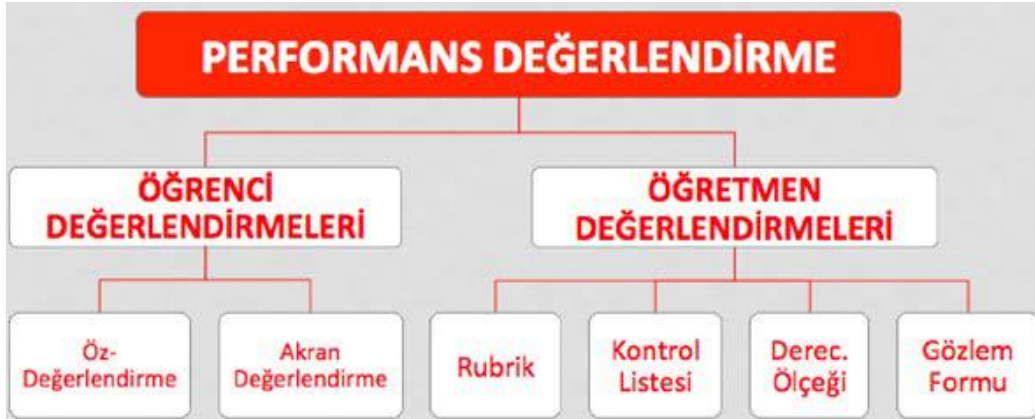 PERFORMANS DEĞERLENDİRME
ÖĞRENCİ
DEĞERLENDİRMELERİ
ÖĞRETMEN
DEĞERLENDİRMELERİ
Öz-
Değerlendirme
Akran
Değerlendirme
Rubrik
Kontrol
Listesi
Derec.
Ölçeği
Gözlem
Formu